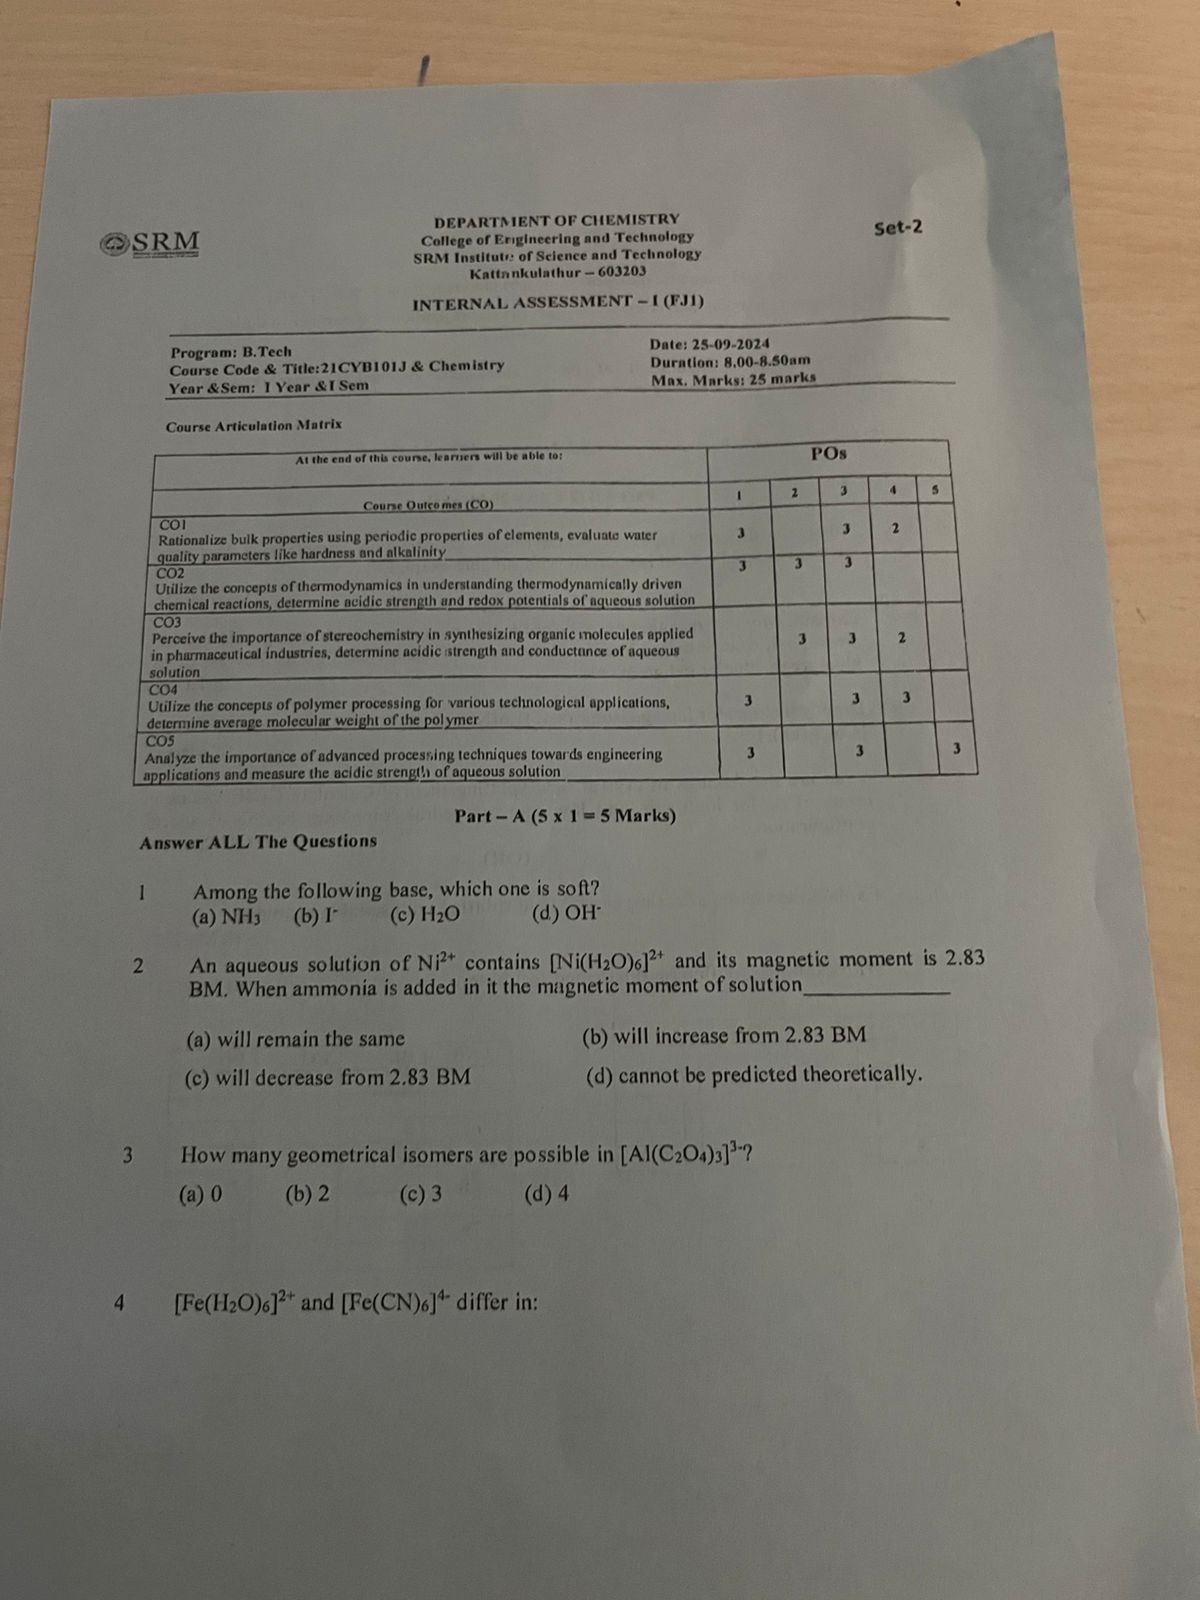 SRM
DEPARTMENT OF CHEMISTRY
College of Engineering and Technology
SRM Institute of Science and Technology
Kattankulathur – 603203
Set-2
INTERNAL ASSESSMENT – I (FJ1)
Program: B.Tech
Course Code & Title:21CYB101J & Chemistry
Year &Sem: I Year &I Sem
Date: 25-09-2024
Duration: 8.00-8.50am
Max. Marks: 25 marks
Course Articulation Matrix
At the end of this course, learners will be able to:
POs
Course Outcomes (CO)
1 2 3 4 5
CO1
Rationalize bulk properties using periodic properties of elements, evaluate water
quality parameters like hardness and alkalinity
3 3 2
CO2
Utilize the concepts of thermodynamics in understanding thermodynamically driven
chemical reactions, determine acidic strength and redox potentials of aqueous solution
3 3 3
CO3
Perceive the importance of stereochemistry in synthesizing organic molecules applied
in pharmaceutical industries, determine acidic strength and conductance of aqueous
solution
3 3 2
CO4
Utilize the concepts of polymer processing for various technological applications,
determine average molecular weight of the polymer
3 3 3
CO5
Analyze the importance of advanced processing techniques towards engineering
applications and measure the acidic strength of aqueous solution
3 3 3
Part – A (5 x 1 = 5 Marks)
Answer ALL The Questions
1 Among the following base, which one is soft?
(a) NH₃ (b) I⁻ (c) H₂O (d) OH⁻
2 An aqueous solution of Ni²⁺ contains [Ni(H₂O)₆]²⁺ and its magnetic moment is 2.83
BM. When ammonia is added in it the magnetic moment of solution____________
(a) will remain the same (b) will increase from 2.83 BM
(c) will decrease from 2.83 BM (d) cannot be predicted theoretically.
3 How many geometrical isomers are possible in [Al(C₂O₄)₃]³⁻?
(a) 0 (b) 2 (c) 3 (d) 4
4 [Fe(H₂O)₆]²⁺ and [Fe(CN)₆]⁴⁻ differ in: